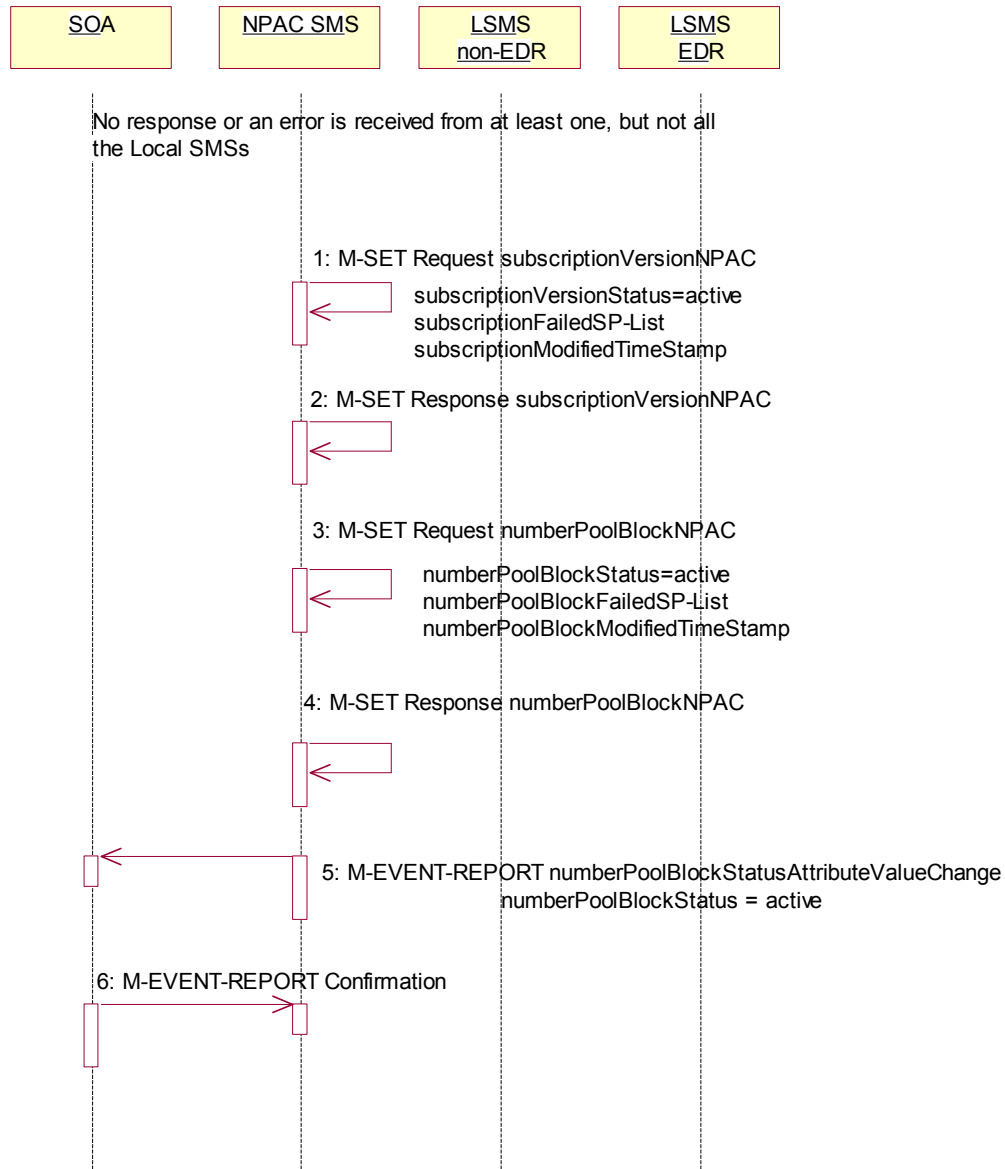 SOA
NPAC SMS
LSMS
non-EDR
LSMS
EDR
No response or an error is received from at least one, but not all
the Local SMSs
1: M-SET Request subscriptionVersionNPAC
subscriptionVersionStatus=active
subscriptionFailedSP-List
subscriptionModifiedTimeStamp
2: M-SET Response subscriptionVersionNPAC
3: M-SET Request numberPoolBlockNPAC
numberPoolBlockStatus=active
numberPoolBlockFailedSP-List
numberPoolBlockModifiedTimeStamp
4: M-SET Response numberPoolBlockNPAC
5: M-EVENT-REPORT numberPoolBlockStatusAttributeValueChange
numberPoolBlockStatus = active
6: M-EVENT-REPORT Confirmation